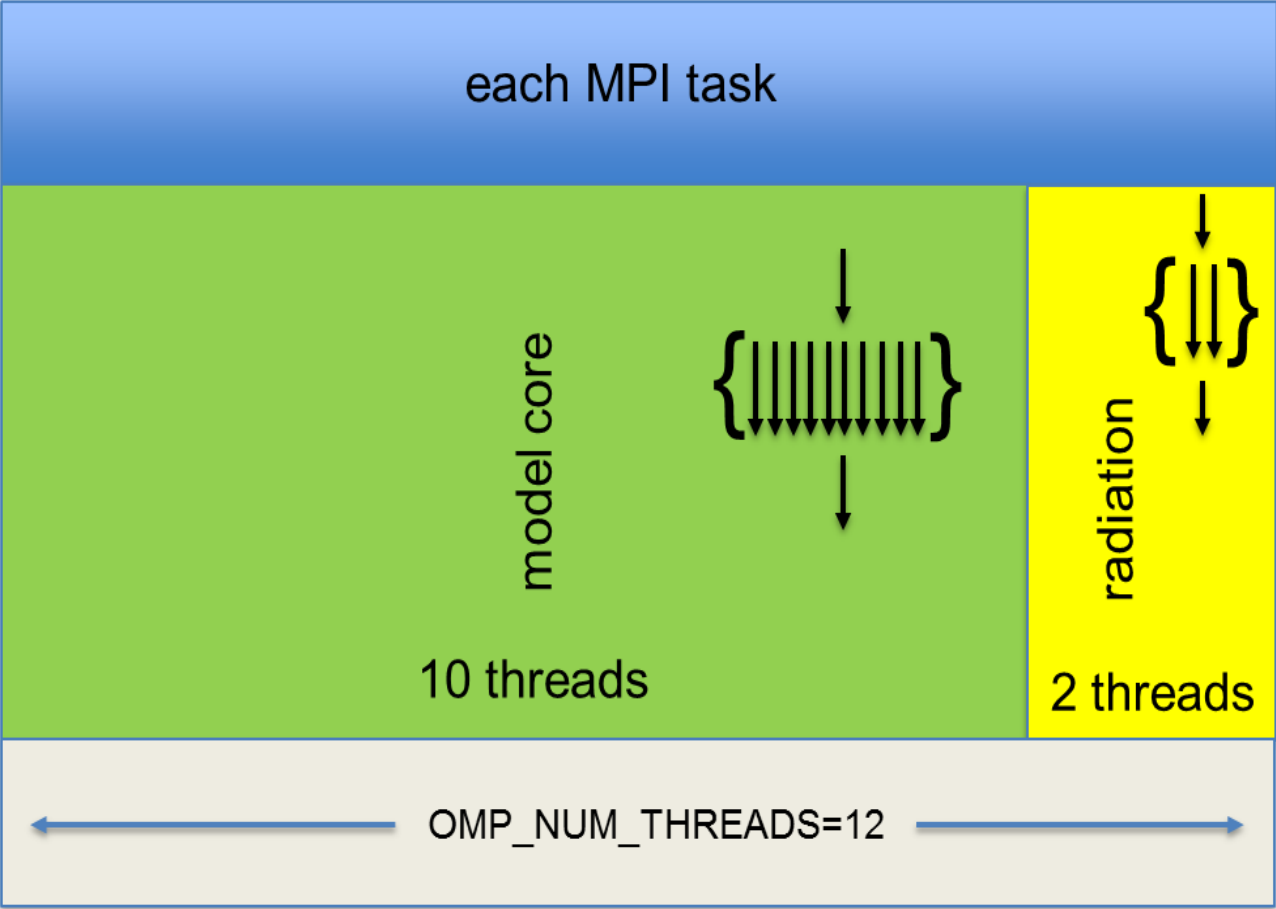 each MPI task
model core
radiation
10 threads
2 threads
OMP_NUM_THREADS=12